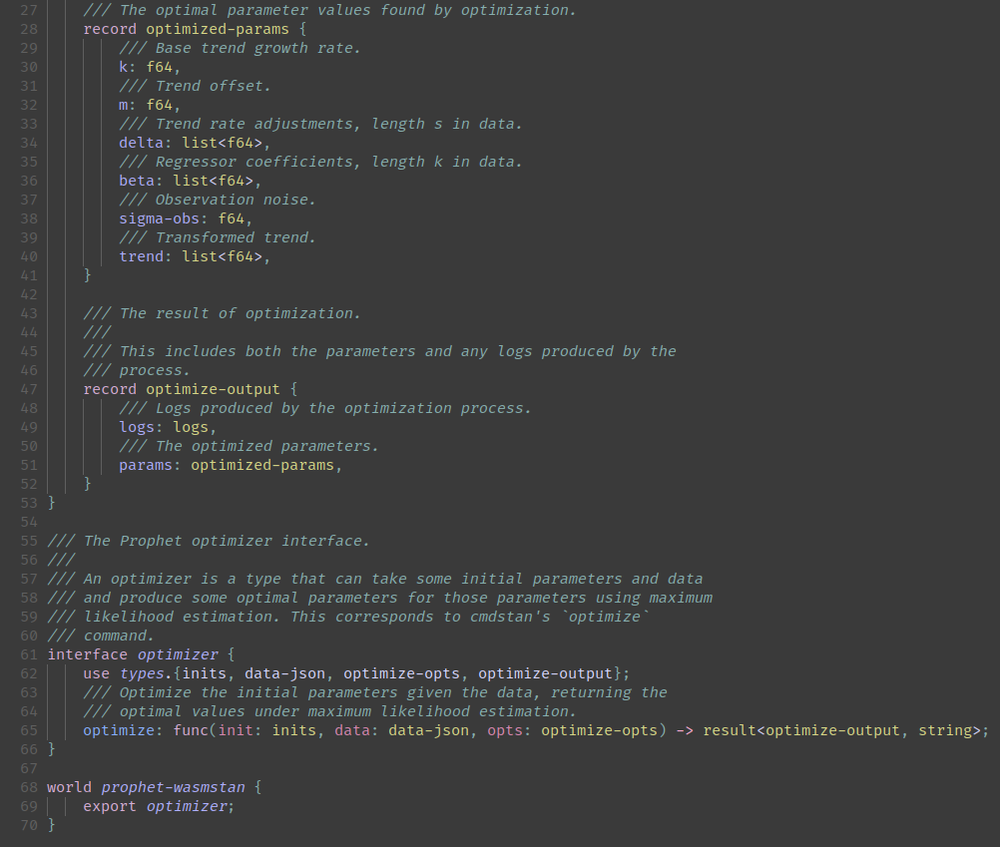 27 /// The optimal parameter values found by optimization.
28 record optimized-params {
29 /// Base trend growth rate.
30 k: f64,
31 /// Trend offset.
32 m: f64,
33 /// Trend rate adjustments, length s in data.
34 delta: list<f64>,
35 /// Regressor coefficients, length k in data.
36 beta: list<f64>,
37 /// Observation noise.
38 sigma-obs: f64,
39 /// Transformed trend.
40 trend: list<f64>,
41 }
42
43 /// The result of optimization.
44 ///
45 /// This includes both the parameters and any logs produced by the
46 /// process.
47 record optimize-output {
48 /// Logs produced by the optimization process.
49 logs: logs,
50 /// The optimized parameters.
51 params: optimized-params,
52 }
53 }
54
55 /// The Prophet optimizer interface.
56 ///
57 /// An optimizer is a type that can take some initial parameters and data
58 /// and produce some optimal parameters for those parameters using maximum
59 /// likelihood estimation. This corresponds to cmdstan's `optimize`
60 /// command.
61 interface optimizer {
62 use types.{inits, data-json, optimize-opts, optimize-output};
63 /// Optimize the initial parameters given the data, returning the
64 /// optimal values under maximum likelihood estimation.
65 optimize: func(init: inits, data: data-json, opts: optimize-opts) -> result<optimize-output, string>;
66 }
67
68 world prophet-wasmstan {
69 export optimizer;
70 }